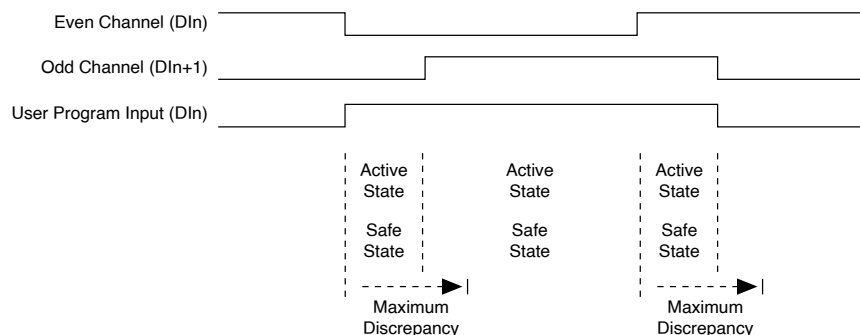 Even Channel (DIn)
Odd Channel (DIn+1)
User Program Input (DIn)
Active
State
Active
State
Active
State
Safe
State
Safe
State
Safe
State
Maximum
Discrepancy
Maximum
Discrepancy